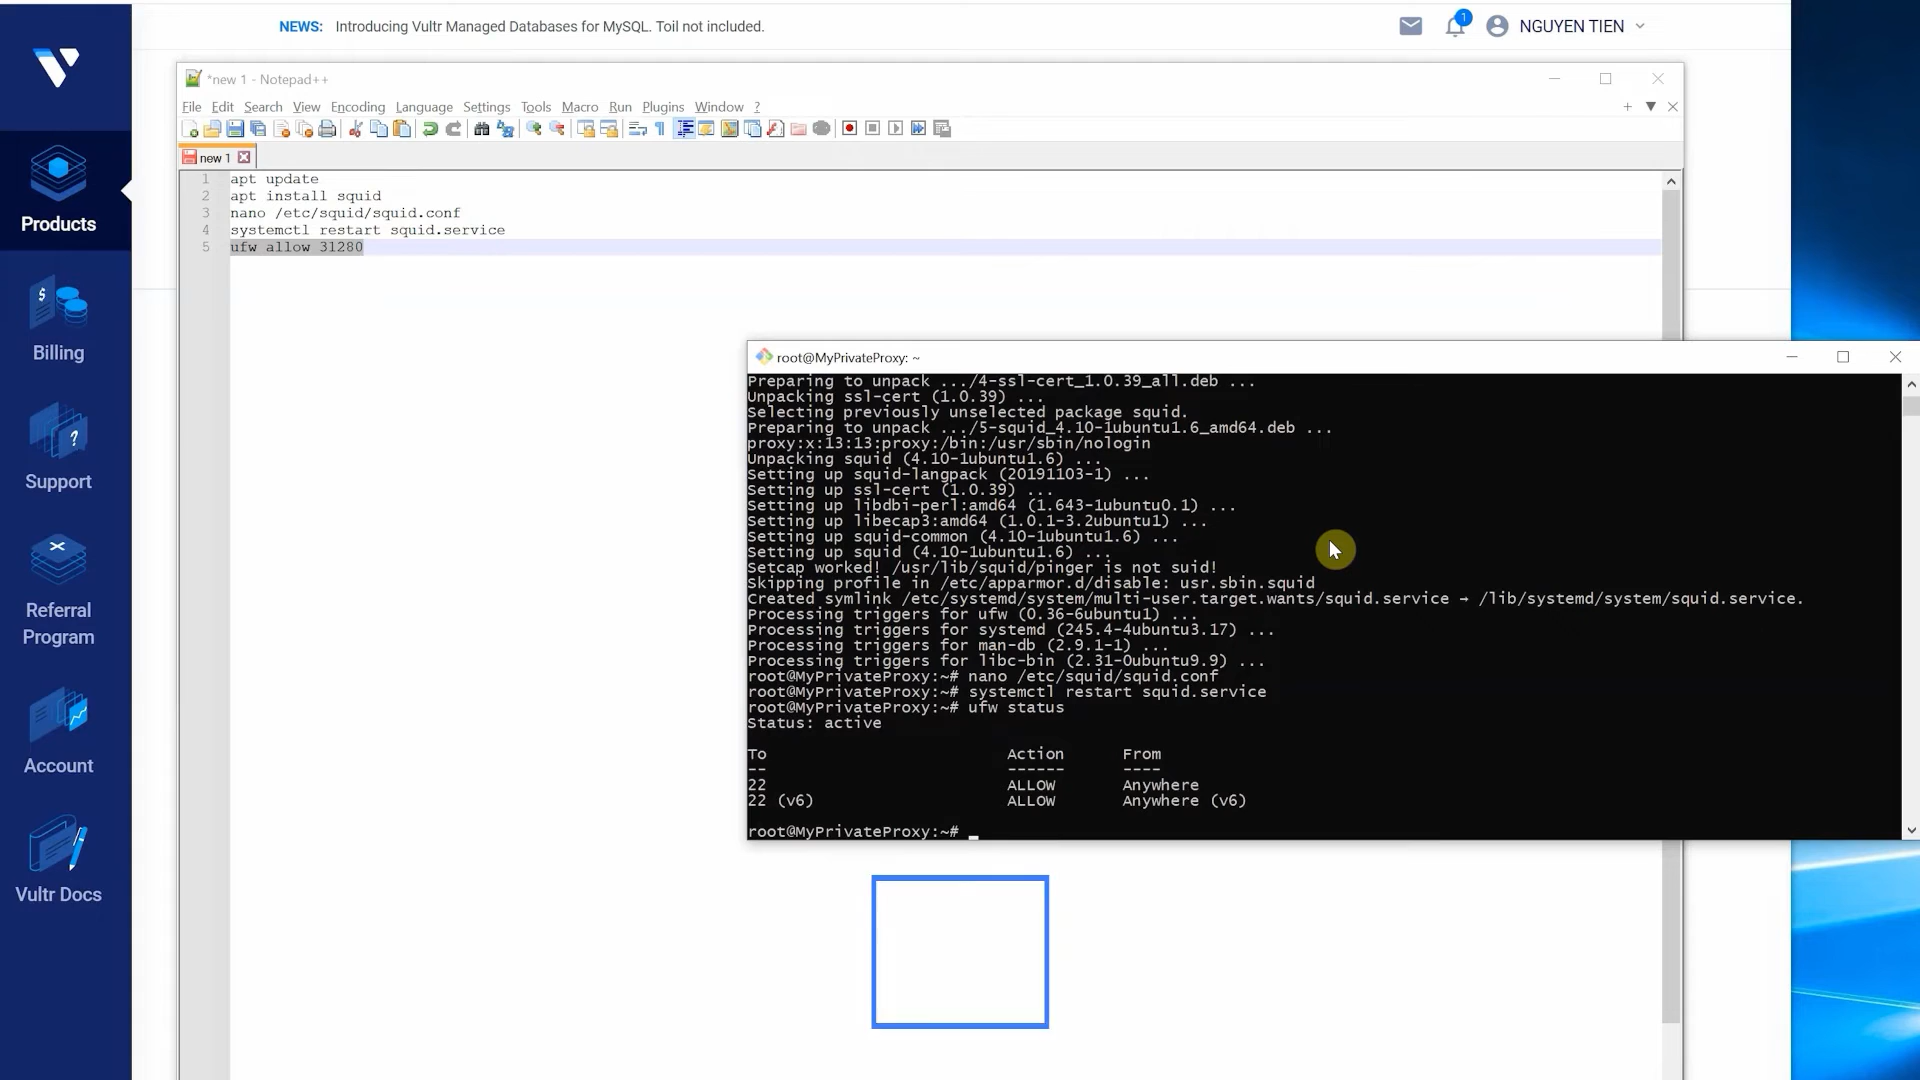 NEWS: Introducing Vultr Managed Databases for MySQL. Toil not included.
1
NGUYEN TIEN
Products
Billing
Support
Referral
Program
Account
Vultr Docs
*new 1 - Notepad++
File Edit Search View Encoding Language Settings Tools Macro Run Plugins Window ?
new 1
1 apt update
2 apt install squid
3 nano /etc/squid/squid.conf
4 systemctl restart squid.service
5 ufw allow 31280
root@MyPrivateProxy: ~
Preparing to unpack .../4-ssl-cert_1.0.39_all.deb ...
Unpacking ssl-cert (1.0.39) ...
Selecting previously unselected package squid.
Preparing to unpack .../5-squid_4.10-1ubuntu1.6_amd64.deb ...
proxy:x:13:13:proxy:/bin:/usr/sbin/nologin
Unpacking squid (4.10-1ubuntu1.6) ...
Setting up squid-langpack (20191103-1) ...
Setting up ssl-cert (1.0.39) ...
Setting up libdbi-perl:amd64 (1.643-1ubuntu0.1) ...
Setting up libecap3:amd64 (1.0.1-3.2ubuntu1) ...
Setting up squid-common (4.10-1ubuntu1.6) ...
Setting up squid (4.10-1ubuntu1.6) ...
Setcap worked! /usr/lib/squid/pinger is not suid!
Skipping profile in /etc/apparmor.d/disable: usr.sbin.squid
Created symlink /etc/systemd/system/multi-user.target.wants/squid.service → /lib/systemd/system/squid.service.
Processing triggers for ufw (0.36-6ubuntu1) ...
Processing triggers for systemd (245.4-4ubuntu3.17) ...
Processing triggers for man-db (2.9.1-1) ...
Processing triggers for libc-bin (2.31-0ubuntu9.9) ...
root@MyPrivateProxy:~# nano /etc/squid/squid.conf
root@MyPrivateProxy:~# systemctl restart squid.service
root@MyPrivateProxy:~# ufw status
Status: active
To Action From
-- ------ ----
22 ALLOW Anywhere
22 (v6) ALLOW Anywhere (v6)
root@MyPrivateProxy:~#